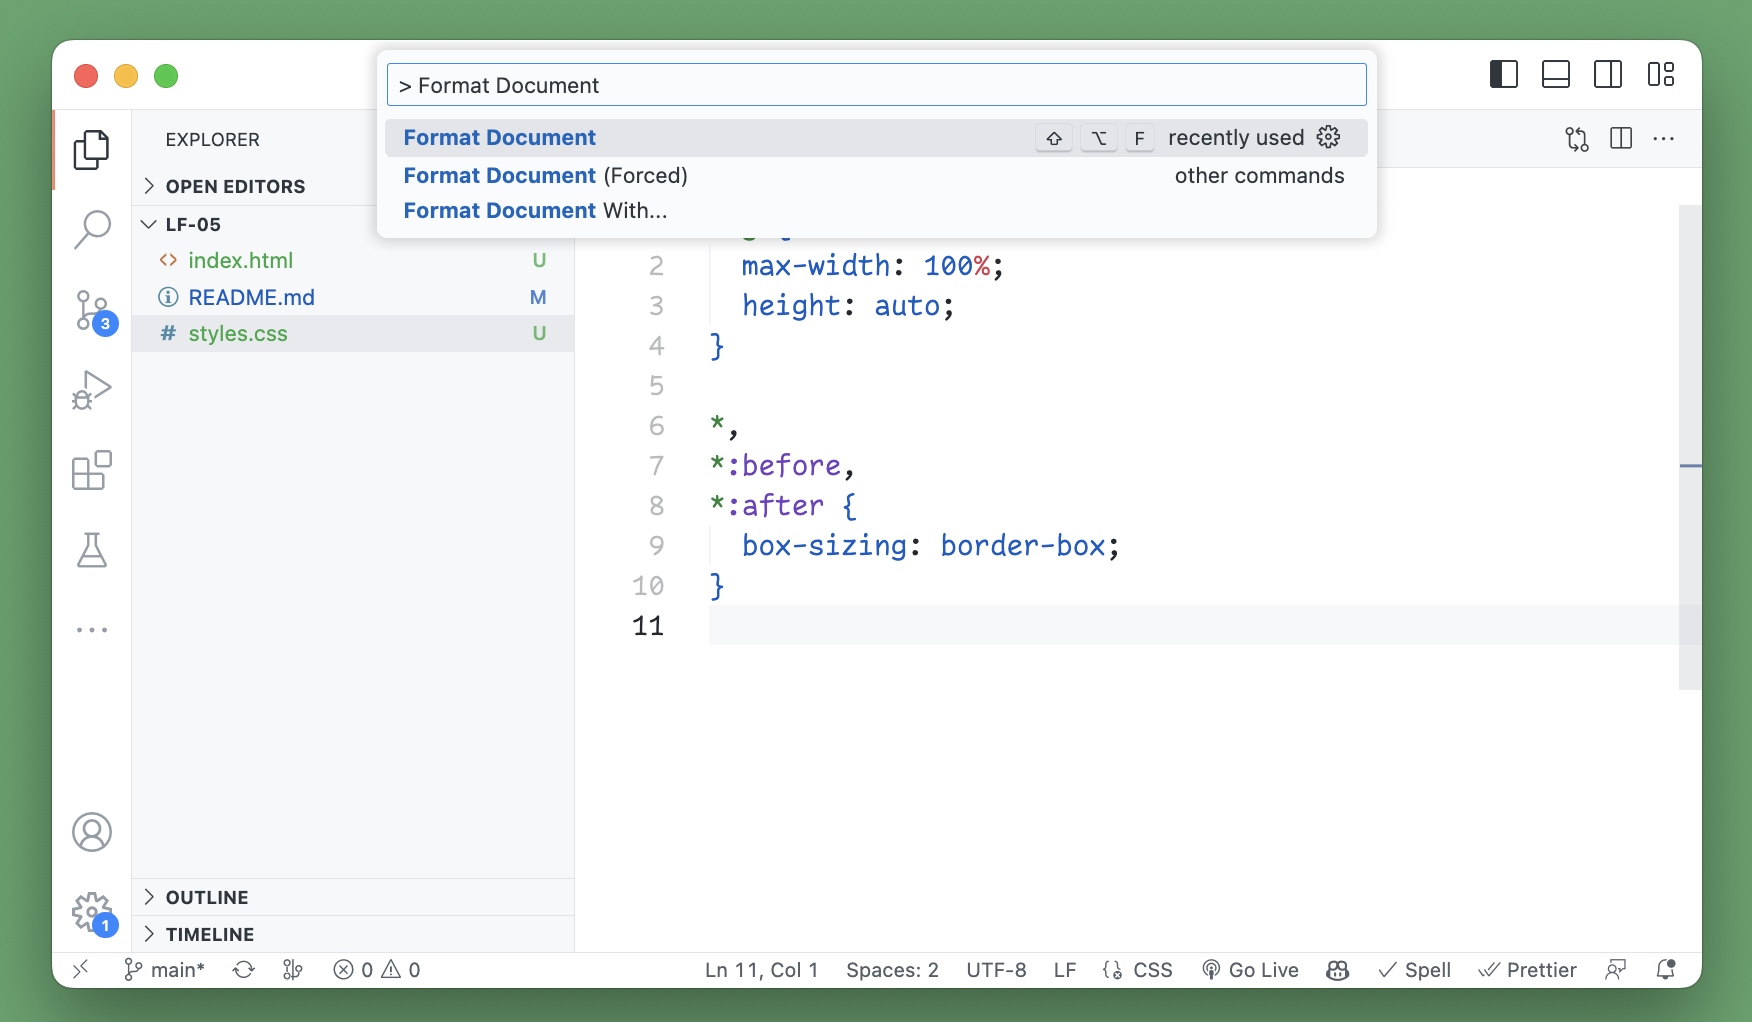 > Format Document
Format Document ⇧ ⌥ F recently used
Format Document (Forced) other commands
Format Document With...
EXPLORER
OPEN EDITORS
LF-05
<> index.html U
README.md M
# styles.css U
3
2 max-width: 100%;
3 height: auto;
4 }
5
6 *,
7 *:before,
8 *:after {
9 box-sizing: border-box;
10 }
11
1
OUTLINE
TIMELINE
main* 0 0 Ln 11, Col 1 Spaces: 2 UTF-8 LF CSS Go Live Spell Prettier